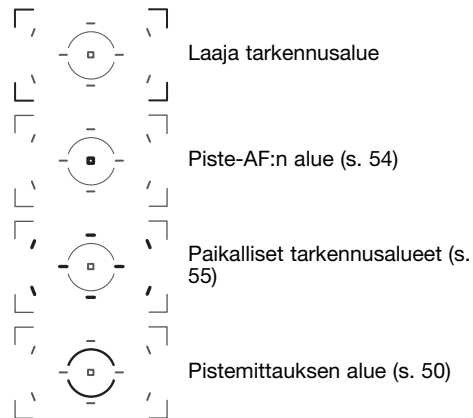 Laaja tarkennusalue
Piste-AF:n alue (s. 54)
Paikalliset tarkennusalueet (s.
55)
Pistemittauksen alue (s. 50)